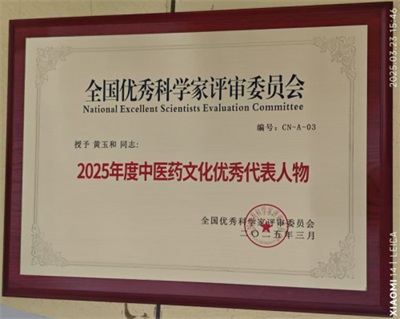 全国优秀科学家评审委员会
National Excellent Scientists Evaluation Committee
编号：CN-A-03
授予 黄玉和 同志：
2025年度中医药文化优秀代表人物
全国优秀科学家评审委员会
二〇二五年三月
2025.03.23 15:46
XIAOMI 14 | LEICA